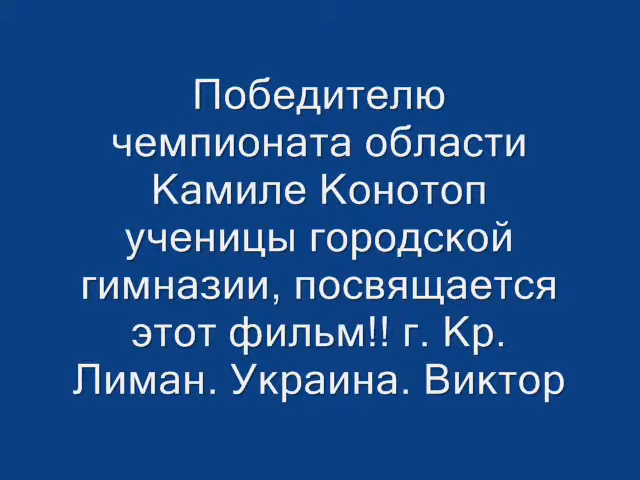 Победителю
чемпионата области
Камиле Конотоп
ученицы городской
гимназии, посвящается
этот фильм!! г. Кр.
Лиман. Украина. Виктор